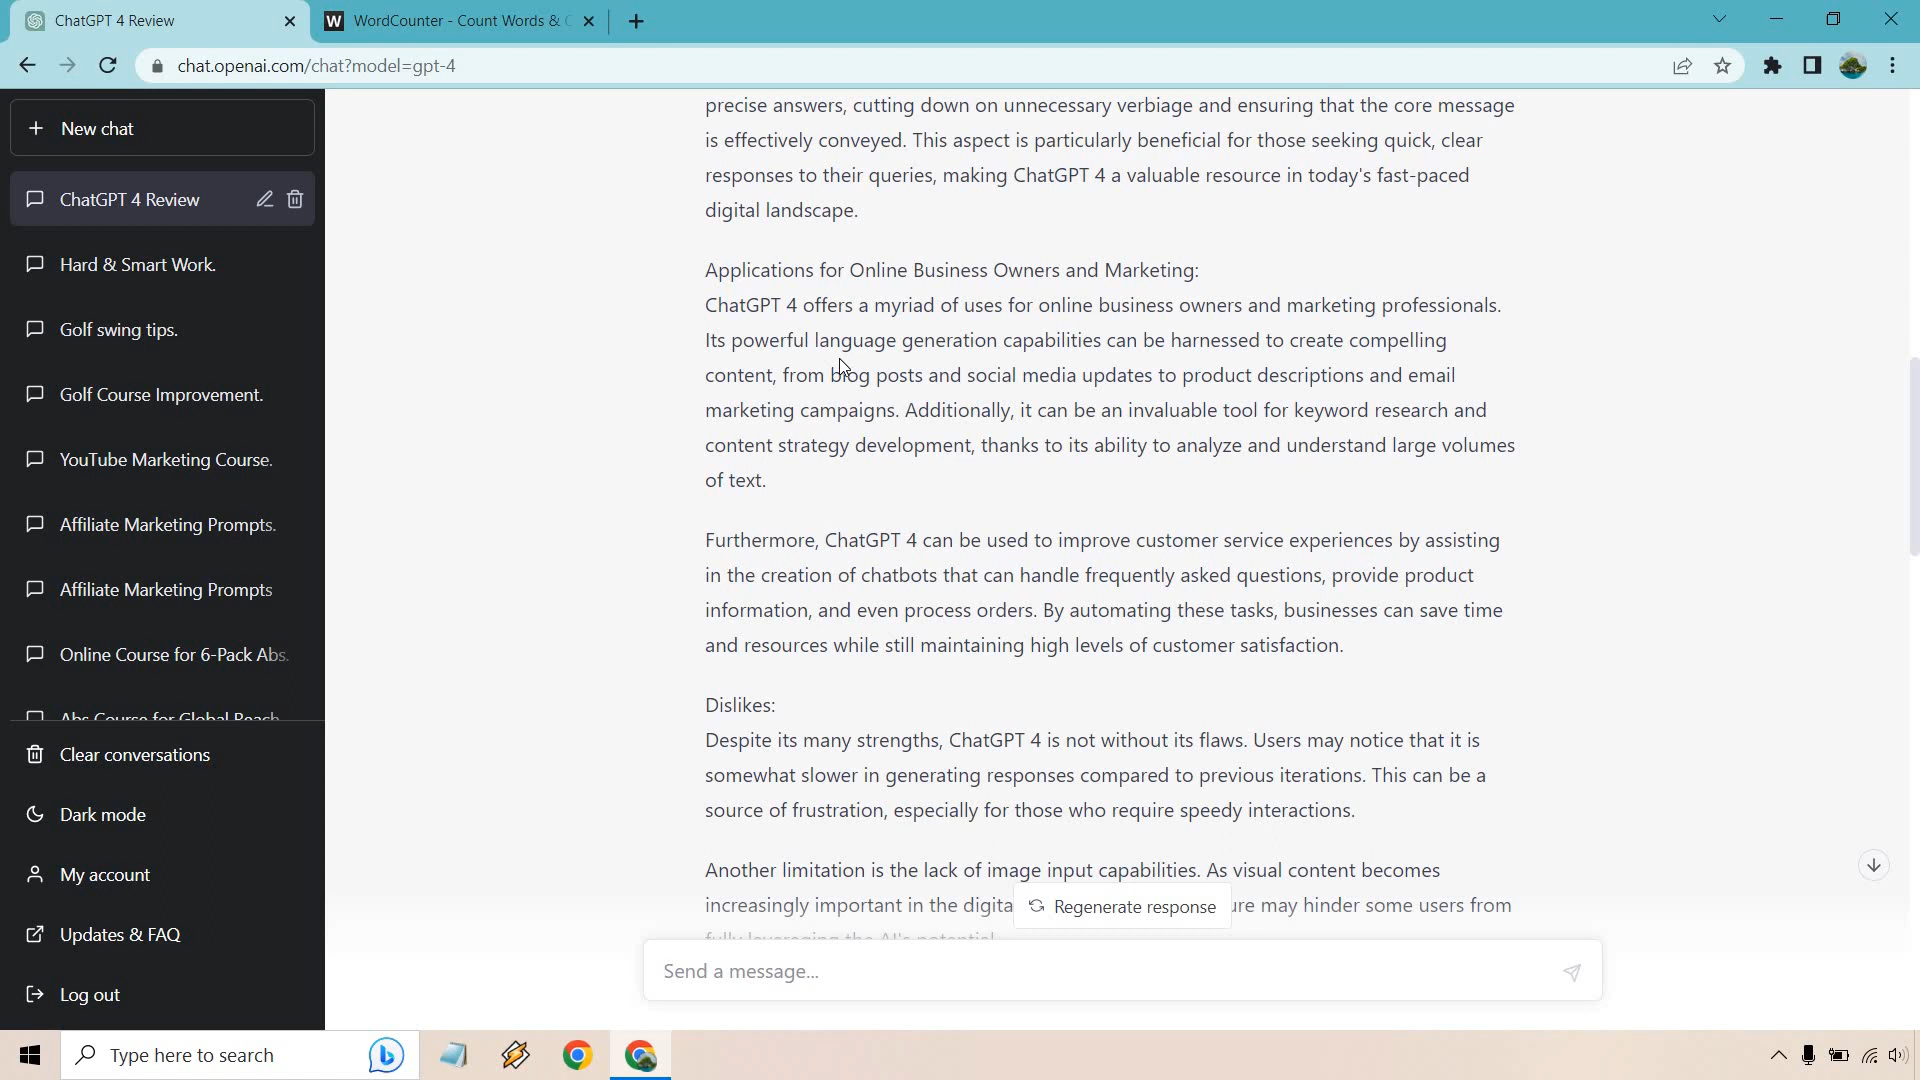 ChatGPT 4 Review
WordCounter - Count Words &
chat.openai.com/chat?model=gpt-4
New chat
ChatGPT 4 Review
Hard & Smart Work.
Golf swing tips.
Golf Course Improvement.
YouTube Marketing Course.
Affiliate Marketing Prompts.
Affiliate Marketing Prompts
Online Course for 6-Pack Abs.
Abs Course for Global Reach
Clear conversations
Dark mode
My account
Updates & FAQ
Log out
precise answers, cutting down on unnecessary verbiage and ensuring that the core message
is effectively conveyed. This aspect is particularly beneficial for those seeking quick, clear
responses to their queries, making ChatGPT 4 a valuable resource in today's fast-paced
digital landscape.
Applications for Online Business Owners and Marketing:
ChatGPT 4 offers a myriad of uses for online business owners and marketing professionals.
Its powerful language generation capabilities can be harnessed to create compelling
content, from blog posts and social media updates to product descriptions and email
marketing campaigns. Additionally, it can be an invaluable tool for keyword research and
content strategy development, thanks to its ability to analyze and understand large volumes
of text.
Furthermore, ChatGPT 4 can be used to improve customer service experiences by assisting
in the creation of chatbots that can handle frequently asked questions, provide product
information, and even process orders. By automating these tasks, businesses can save time
and resources while still maintaining high levels of customer satisfaction.
Dislikes:
Despite its many strengths, ChatGPT 4 is not without its flaws. Users may notice that it is
somewhat slower in generating responses compared to previous iterations. This can be a
source of frustration, especially for those who require speedy interactions.
Another limitation is the lack of image input capabilities. As visual content becomes
increasingly important in the digita ure may hinder some users from
fully leveraging the AI's potential.
Regenerate response
Send a message...
Type here to search